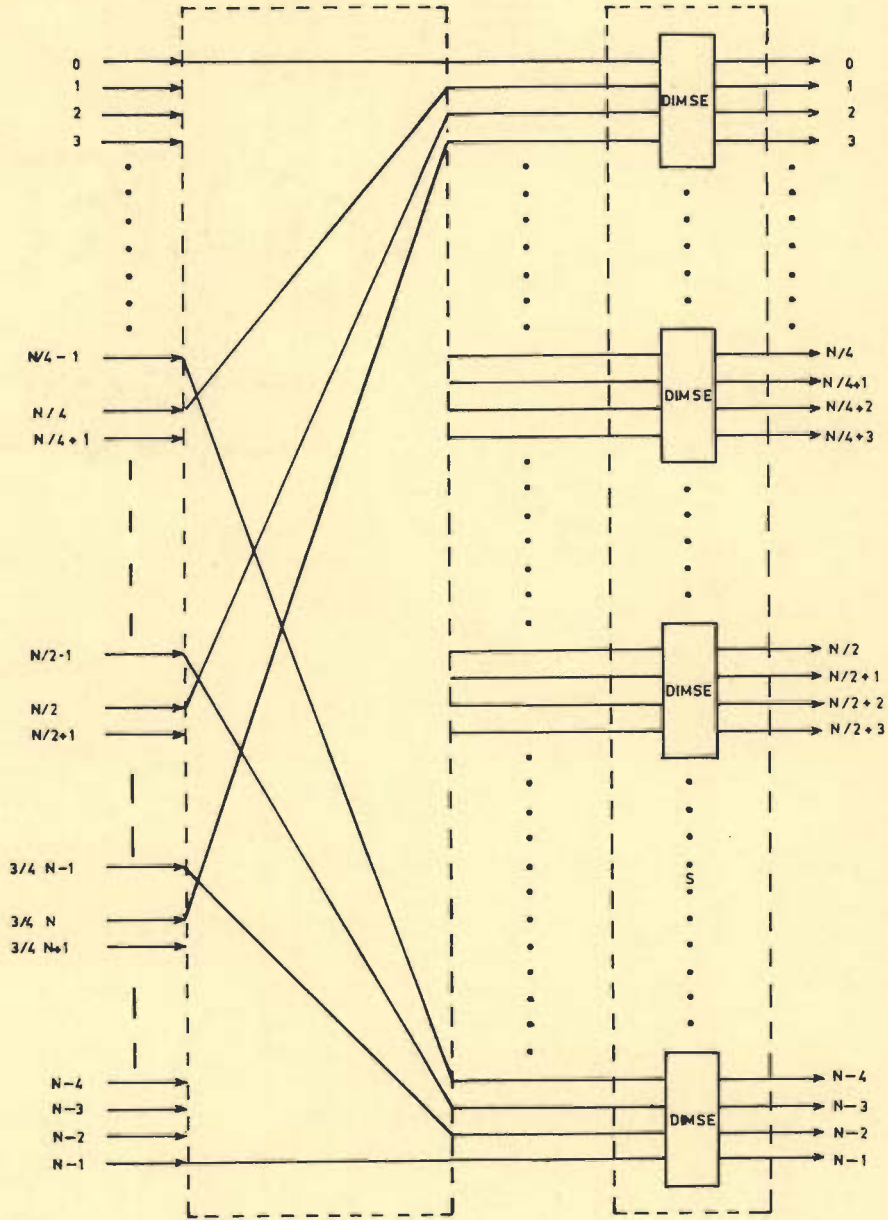 0
1
2
3
DIMSE
0
1
2
3
N/4-1
N/4
N/4+1
DIMSE
N/4
N/4+1
N/4+2
N/4+3
N/2-1
N/2
N/2+1
DIMSE
N/2
N/2+1
N/2+2
N/2+3
3/4 N-1
3/4 N
3/4 N+1
S
N-4
N-3
N-2
N-1
DIMSE
N-4
N-3
N-2
N-1